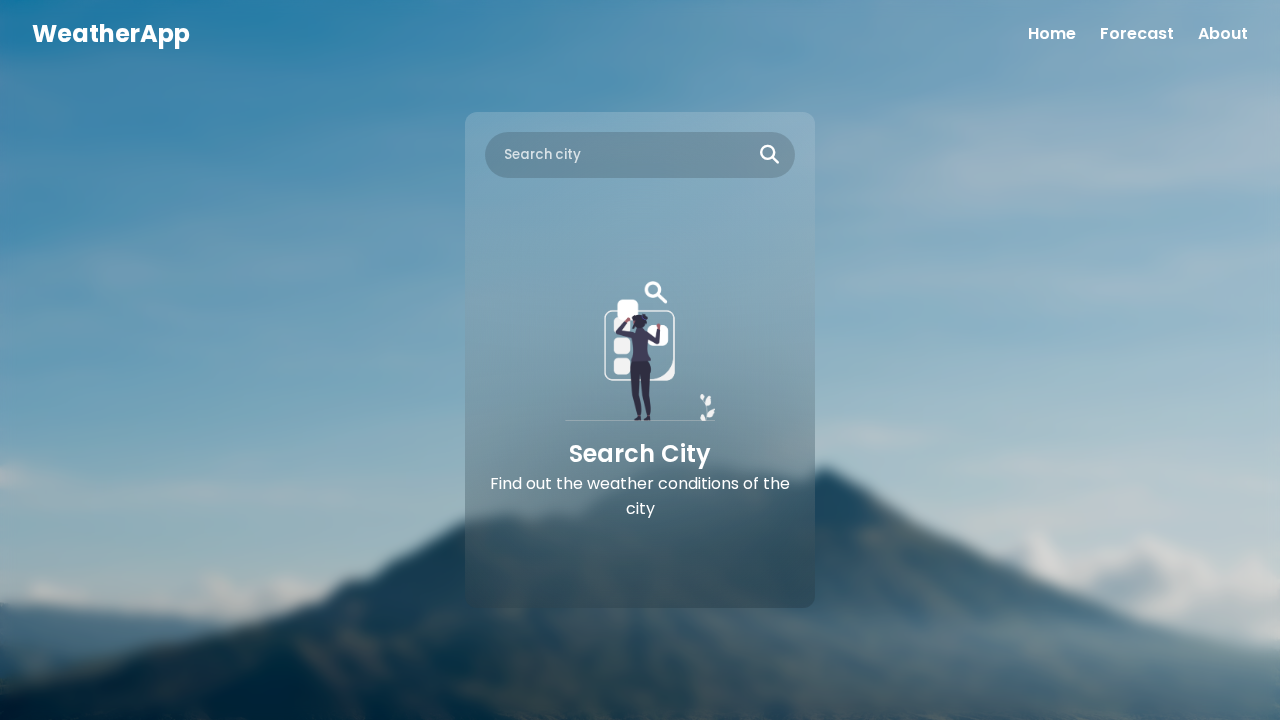 WeatherApp
Home Forecast About
Search city
Search City
Find out the weather conditions of the
city